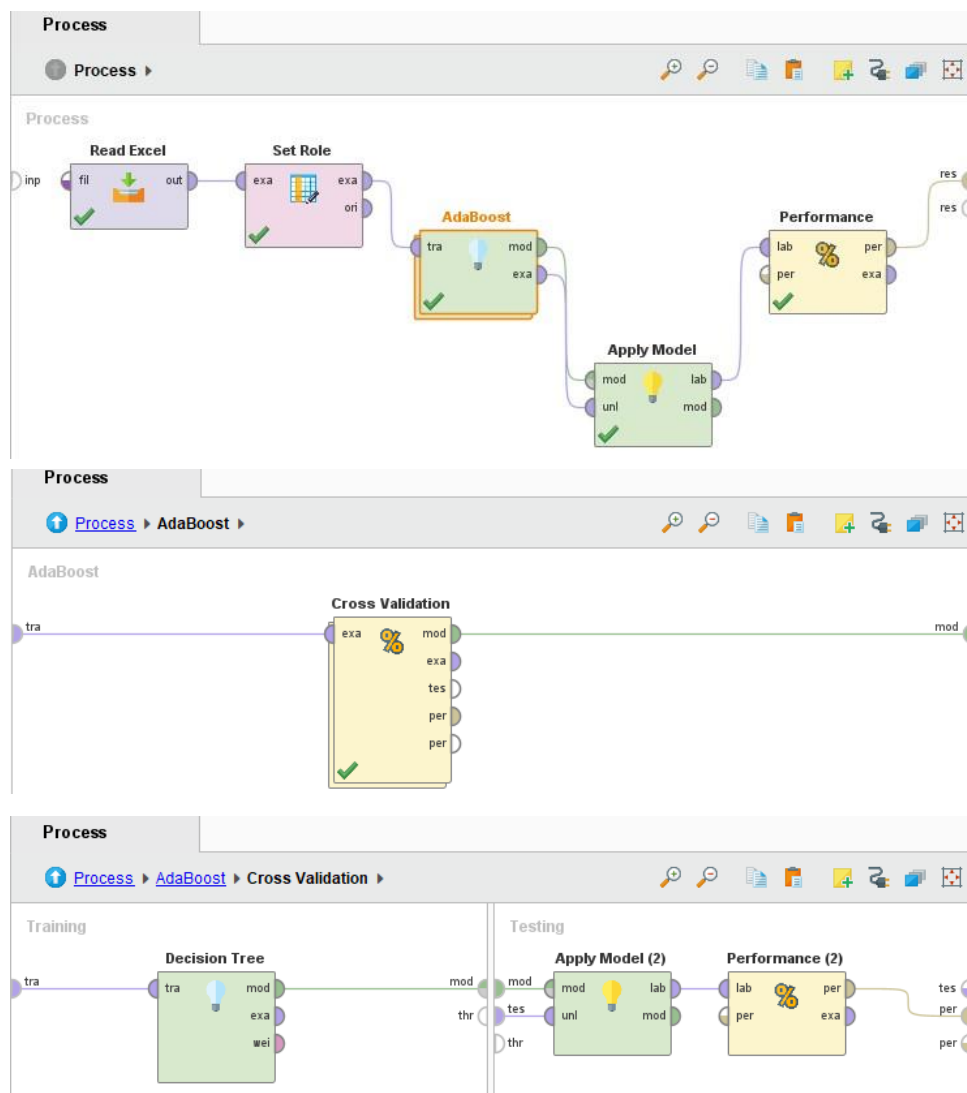 Process
Process
Process
Read Excel
Set Role
inp
fil
out
exa
exa
ori
res
res
AdaBoost
tra
mod
exa
Performance
lab
per
per
exa
Apply Model
mod
lab
unl
mod
Process
Process AdaBoost
AdaBoost
Cross Validation
tra
exa
mod
exa
tes
per
per
mod
Process
Process AdaBoost Cross Validation
Training
Decision Tree
tra
tra
mod
exa
wei
mod
thr
Testing
Apply Model (2)
Performance (2)
mod
tes
thr
mod
lab
unl
mod
lab
per
per
exa
tes
per
per